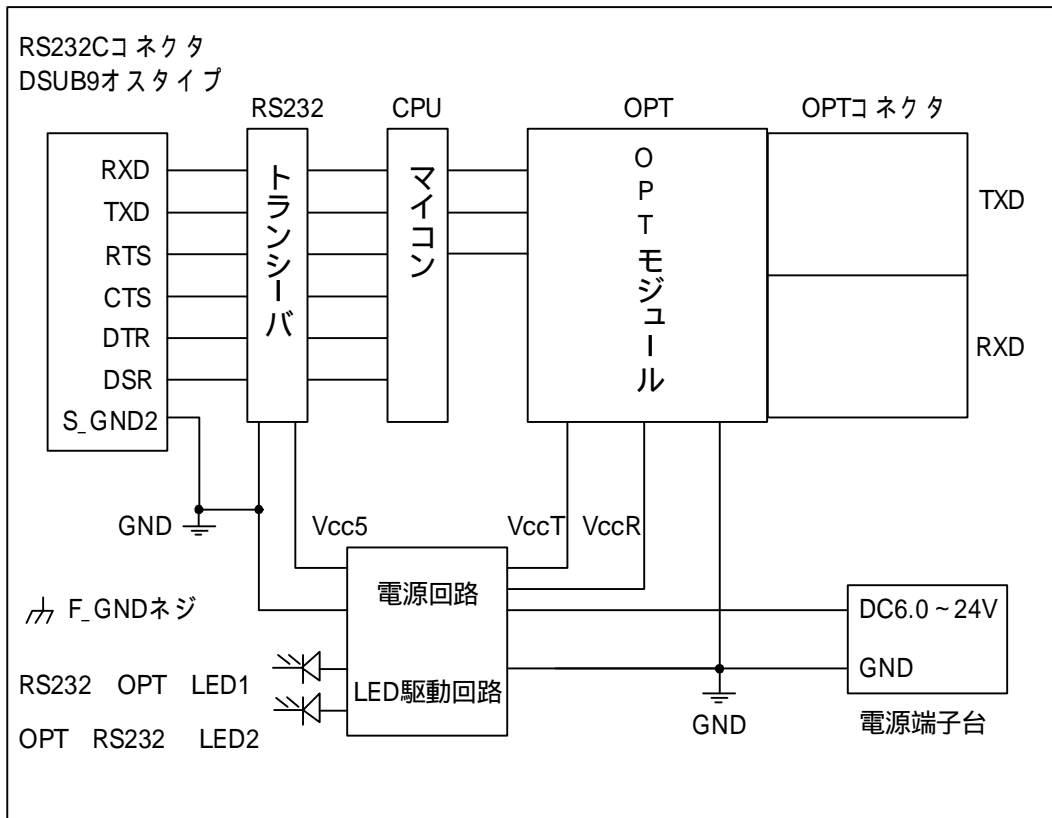 RS232Cコネクタ
DSUB9オスタイプ
RS232
CPU
OPT
OPTコネクタ
RXD
TXD
RTS
CTS
DTR
DSR
S_GND2
トランシーバ
マイコン
OPTモジュール
TXD
RXD
GND
Vcc5
VccT
VccR
F_GNDネジ
電源回路
LED駆動回路
DC6.0~24V
GND
電源端子台
GND
RS232 OPT LED1
OPT RS232 LED2